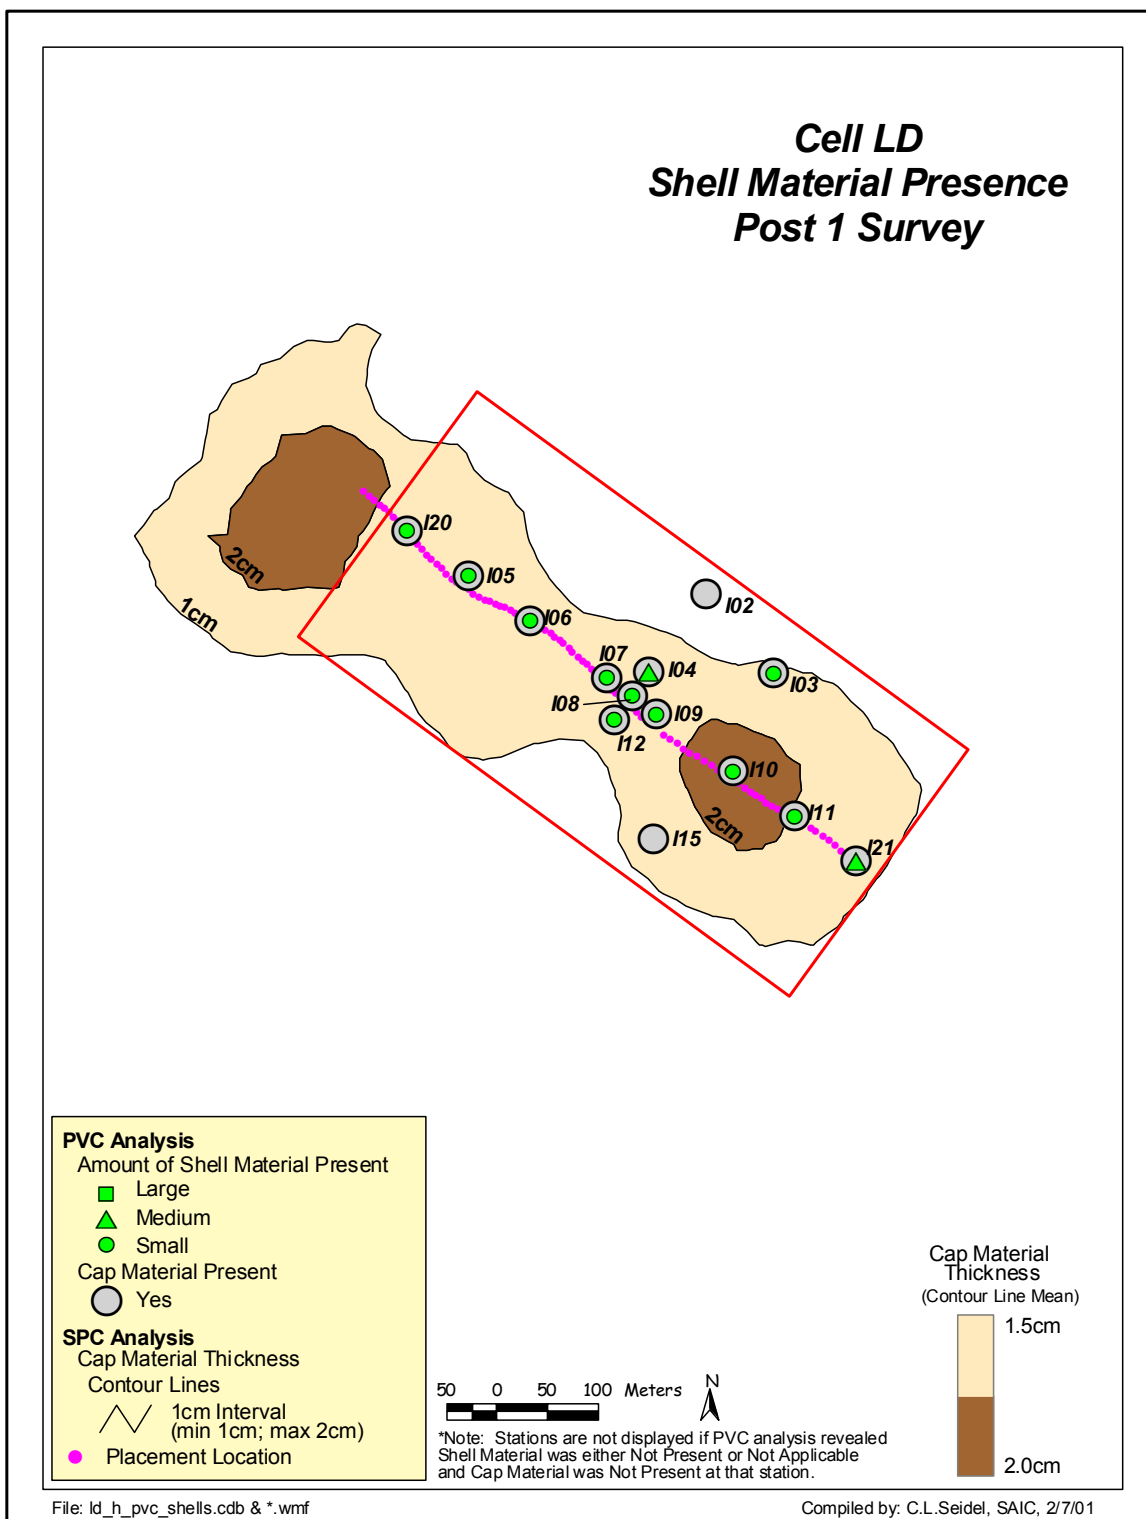 Cell LD
Shell Material Presence
Post 1 Survey
I20
2cm
I05
I02
1cm
I06
I07
I04
I03
I08
I09
I12
I10
2cm
I11
I15
I21
PVC Analysis
Amount of Shell Material Present
Large
Medium
Small
Cap Material Present
Yes
SPC Analysis
Cap Material Thickness
Contour Lines
1cm Interval
(min 1cm; max 2cm)
Placement Location
50 0 50 100 Meters
N
*Note: Stations are not displayed if PVC analysis revealed
Shell Material was either Not Present or Not Applicable
and Cap Material was Not Present at that station.
Cap Material
Thickness
(Contour Line Mean)
1.5cm
2.0cm
File: ld_h_pvc_shells.cdb & *.wmf
Compiled by: C.L.Seidel, SAIC, 2/7/01